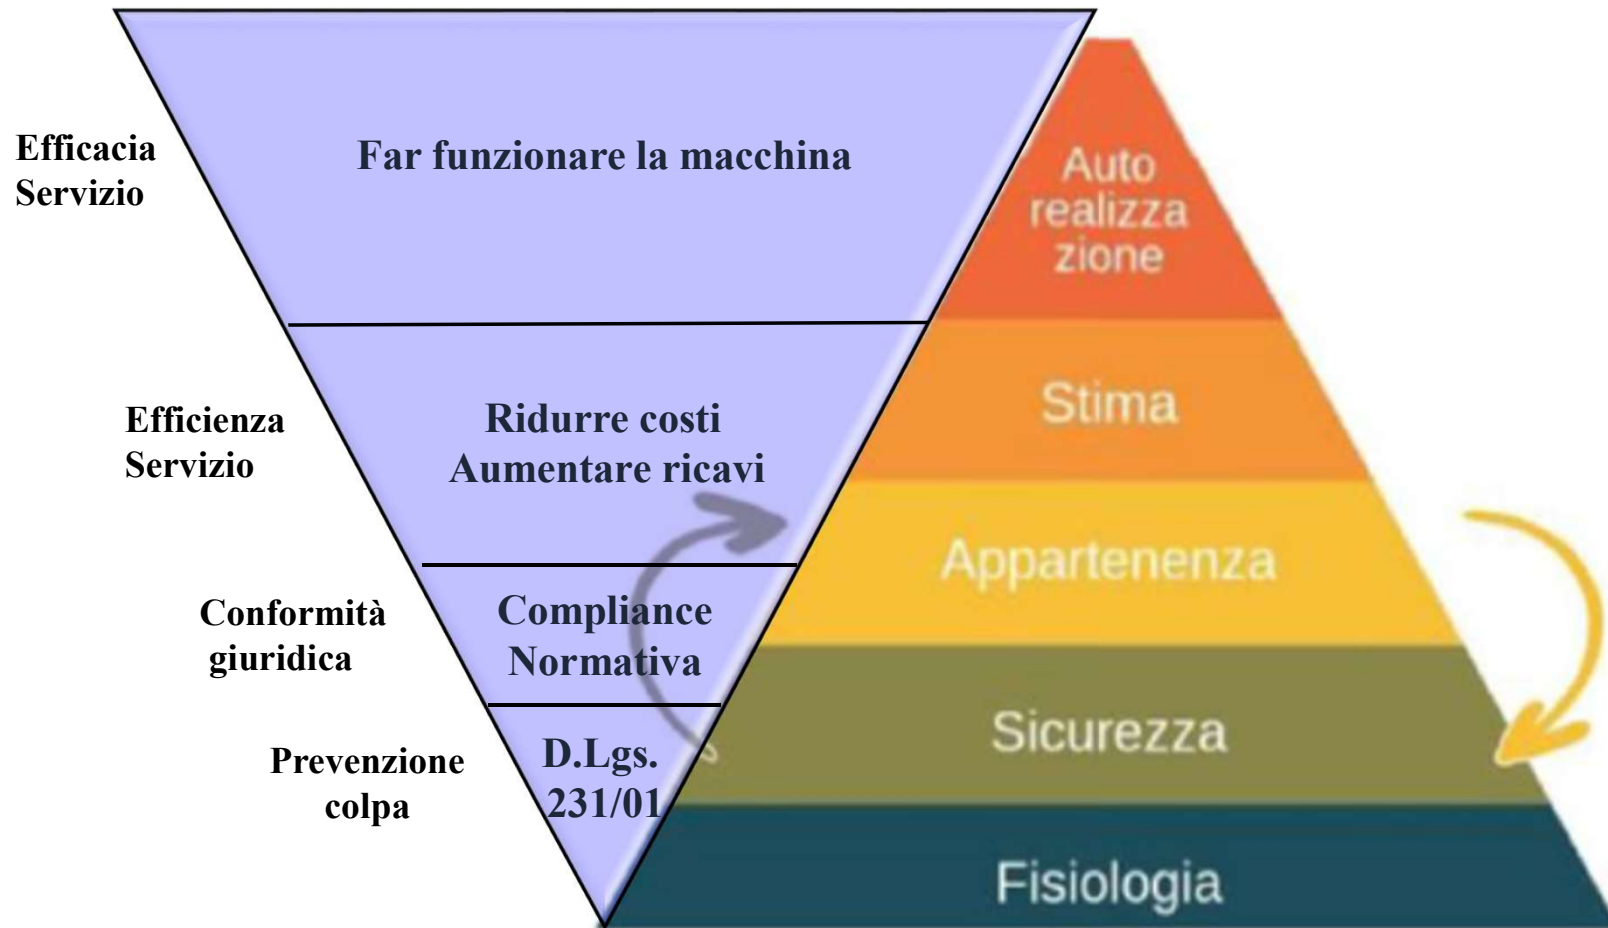 Efficacia
Servizio
Far funzionare la macchina
Auto
realizza
zione
Efficienza
Servizio
Ridurre costi
Aumentare ricavi
Stima
Appartenenza
Conformità
giuridica
Compliance
Normativa
Sicurezza
Prevenzione
colpa
D.Lgs.
231/01
Fisiologia